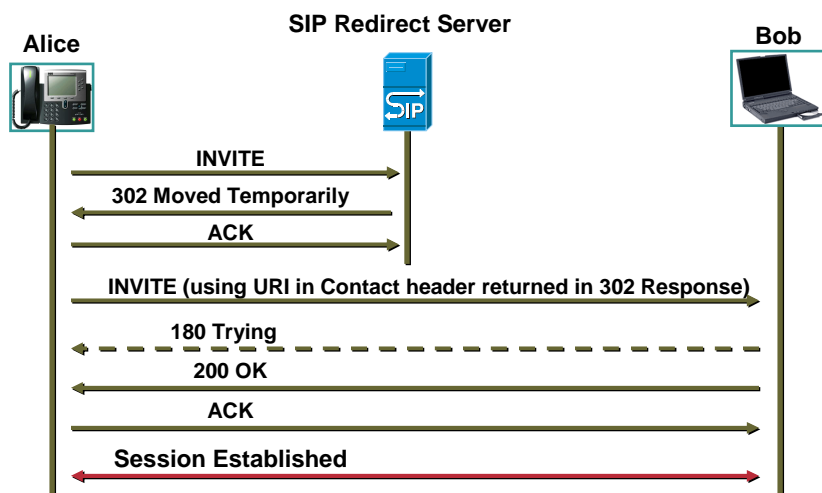 SIP Redirect Server
Alice
Bob
SIP
INVITE
302 Moved Temporarily
ACK
INVITE (using URI in Contact header returned in 302 Response)
180 Trying
200 OK
ACK
Session Established